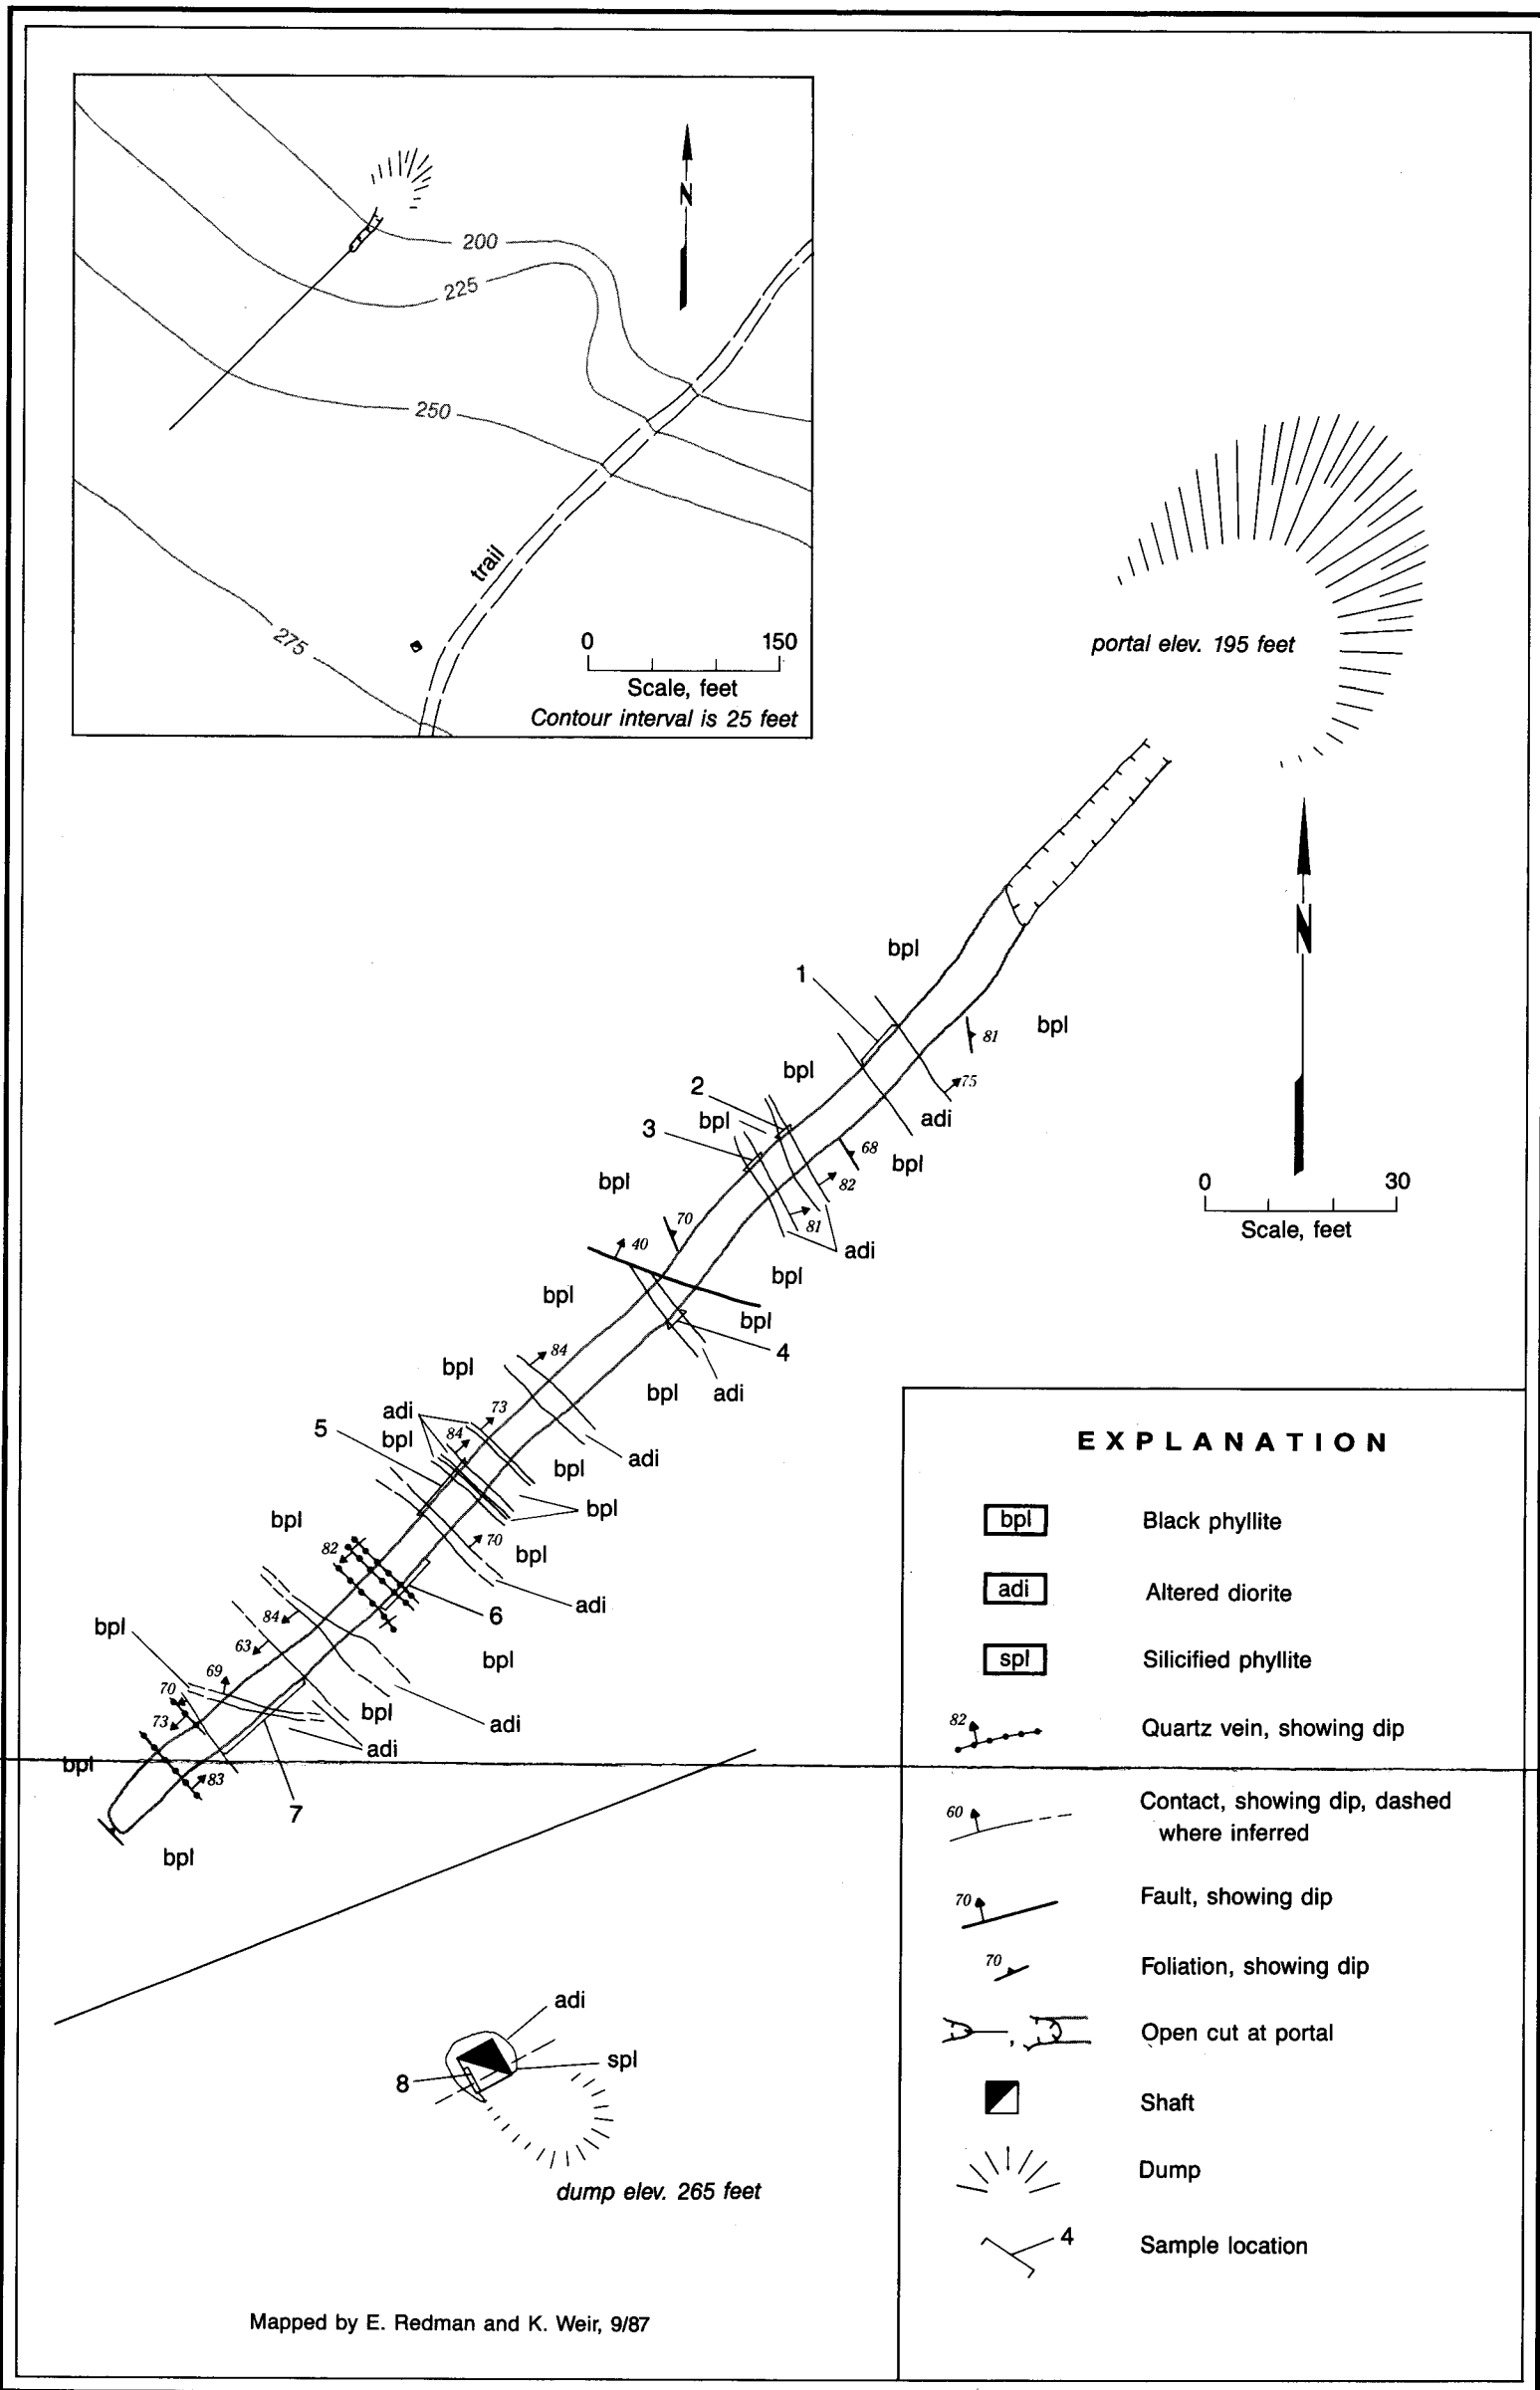 N
200
225
250
trail
275
0 150
Scale, feet
Contour interval is 25 feet
portal elev. 195 feet
N
bpl
1
81
bpl
bpl
75
2
adi
bpl
3
68
bpl
bpl
82
0 30
81
70
Scale, feet
40
adi
bpl
bpl
bpl
4
84
bpl
bpl
adi
adi
73
5
84
bpl
adi
bpl
bpl
bpl
82
70
bpl
adi
6
84
bpl
63
bpl
69
70
bpl
73
adi
adi
bpl
83
7
bpl
adi
spl
8
dump elev. 265 feet
Mapped by E. Redman and K. Weir, 9/87
EXPLANATION
bpl Black phyllite
adi Altered diorite
spl Silicified phyllite
82 Quartz vein, showing dip
60 Contact, showing dip, dashed
where inferred
70 Fault, showing dip
70 Foliation, showing dip
, Open cut at portal
Shaft
Dump
4 Sample location